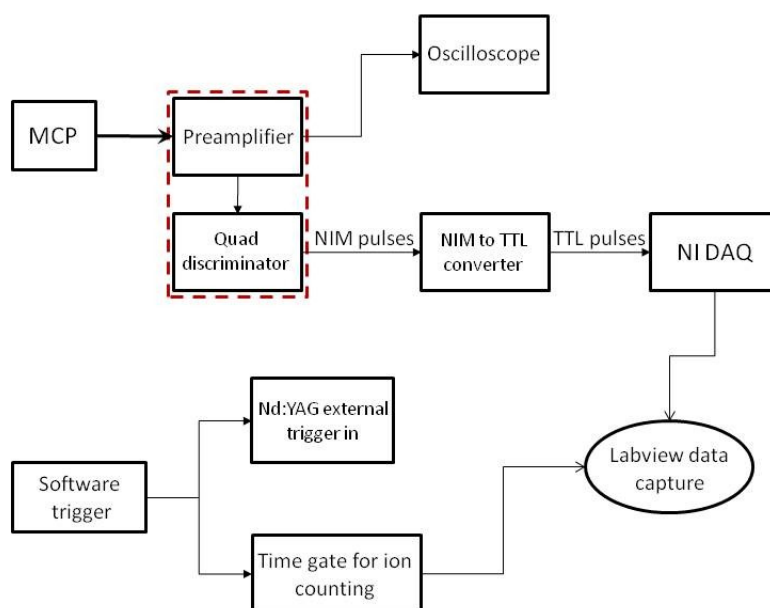 Oscilloscope
MCP
Preamplifier
Quad
discriminator
NIM pulses
NIM to TTL
converter
TTL pulses
NI DAQ
Nd:YAG external
trigger in
Software
trigger
Labview data
capture
Time gate for ion
counting